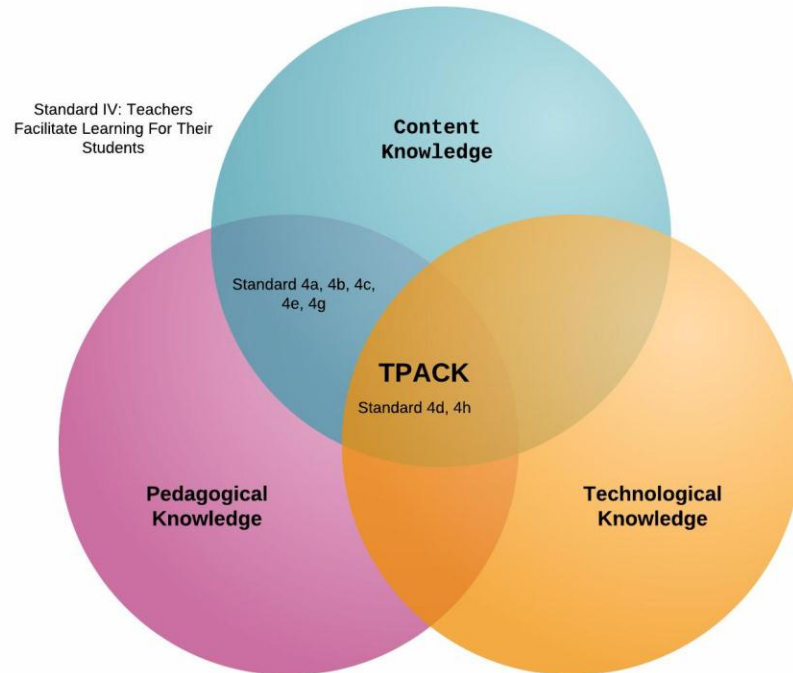 Standard IV: Teachers
Facilitate Learning For Their
Students
Content
Knowledge
Standard 4a, 4b, 4c,
4e, 4g
TPACK
Standard 4d, 4h
Pedagogical
Knowledge
Technological
Knowledge